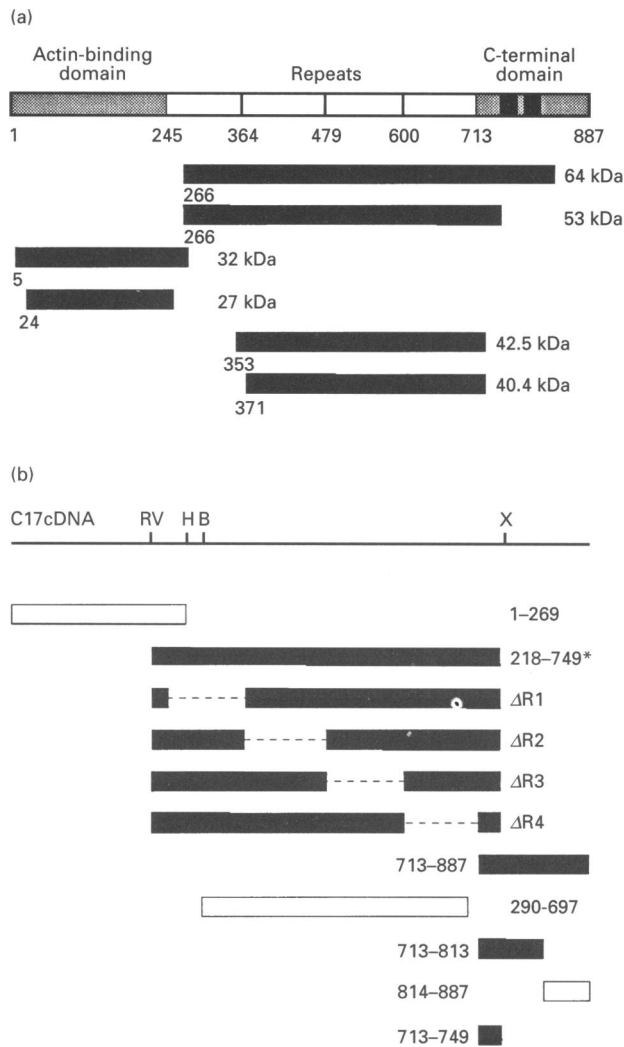 (a)
Actin-binding
domain
Repeats
C-terminal
domain
1 245 364 479 600 713 887
64 kDa
266
53 kDa
266
32 kDa
5
27 kDa
24
42.5 kDa
353
40.4 kDa
371
(b)
C17cDNA RV H B X
1–269
218–749*
ΔR1
ΔR2
ΔR3
ΔR4
713–887
290-697
713–813
814–887
713–749